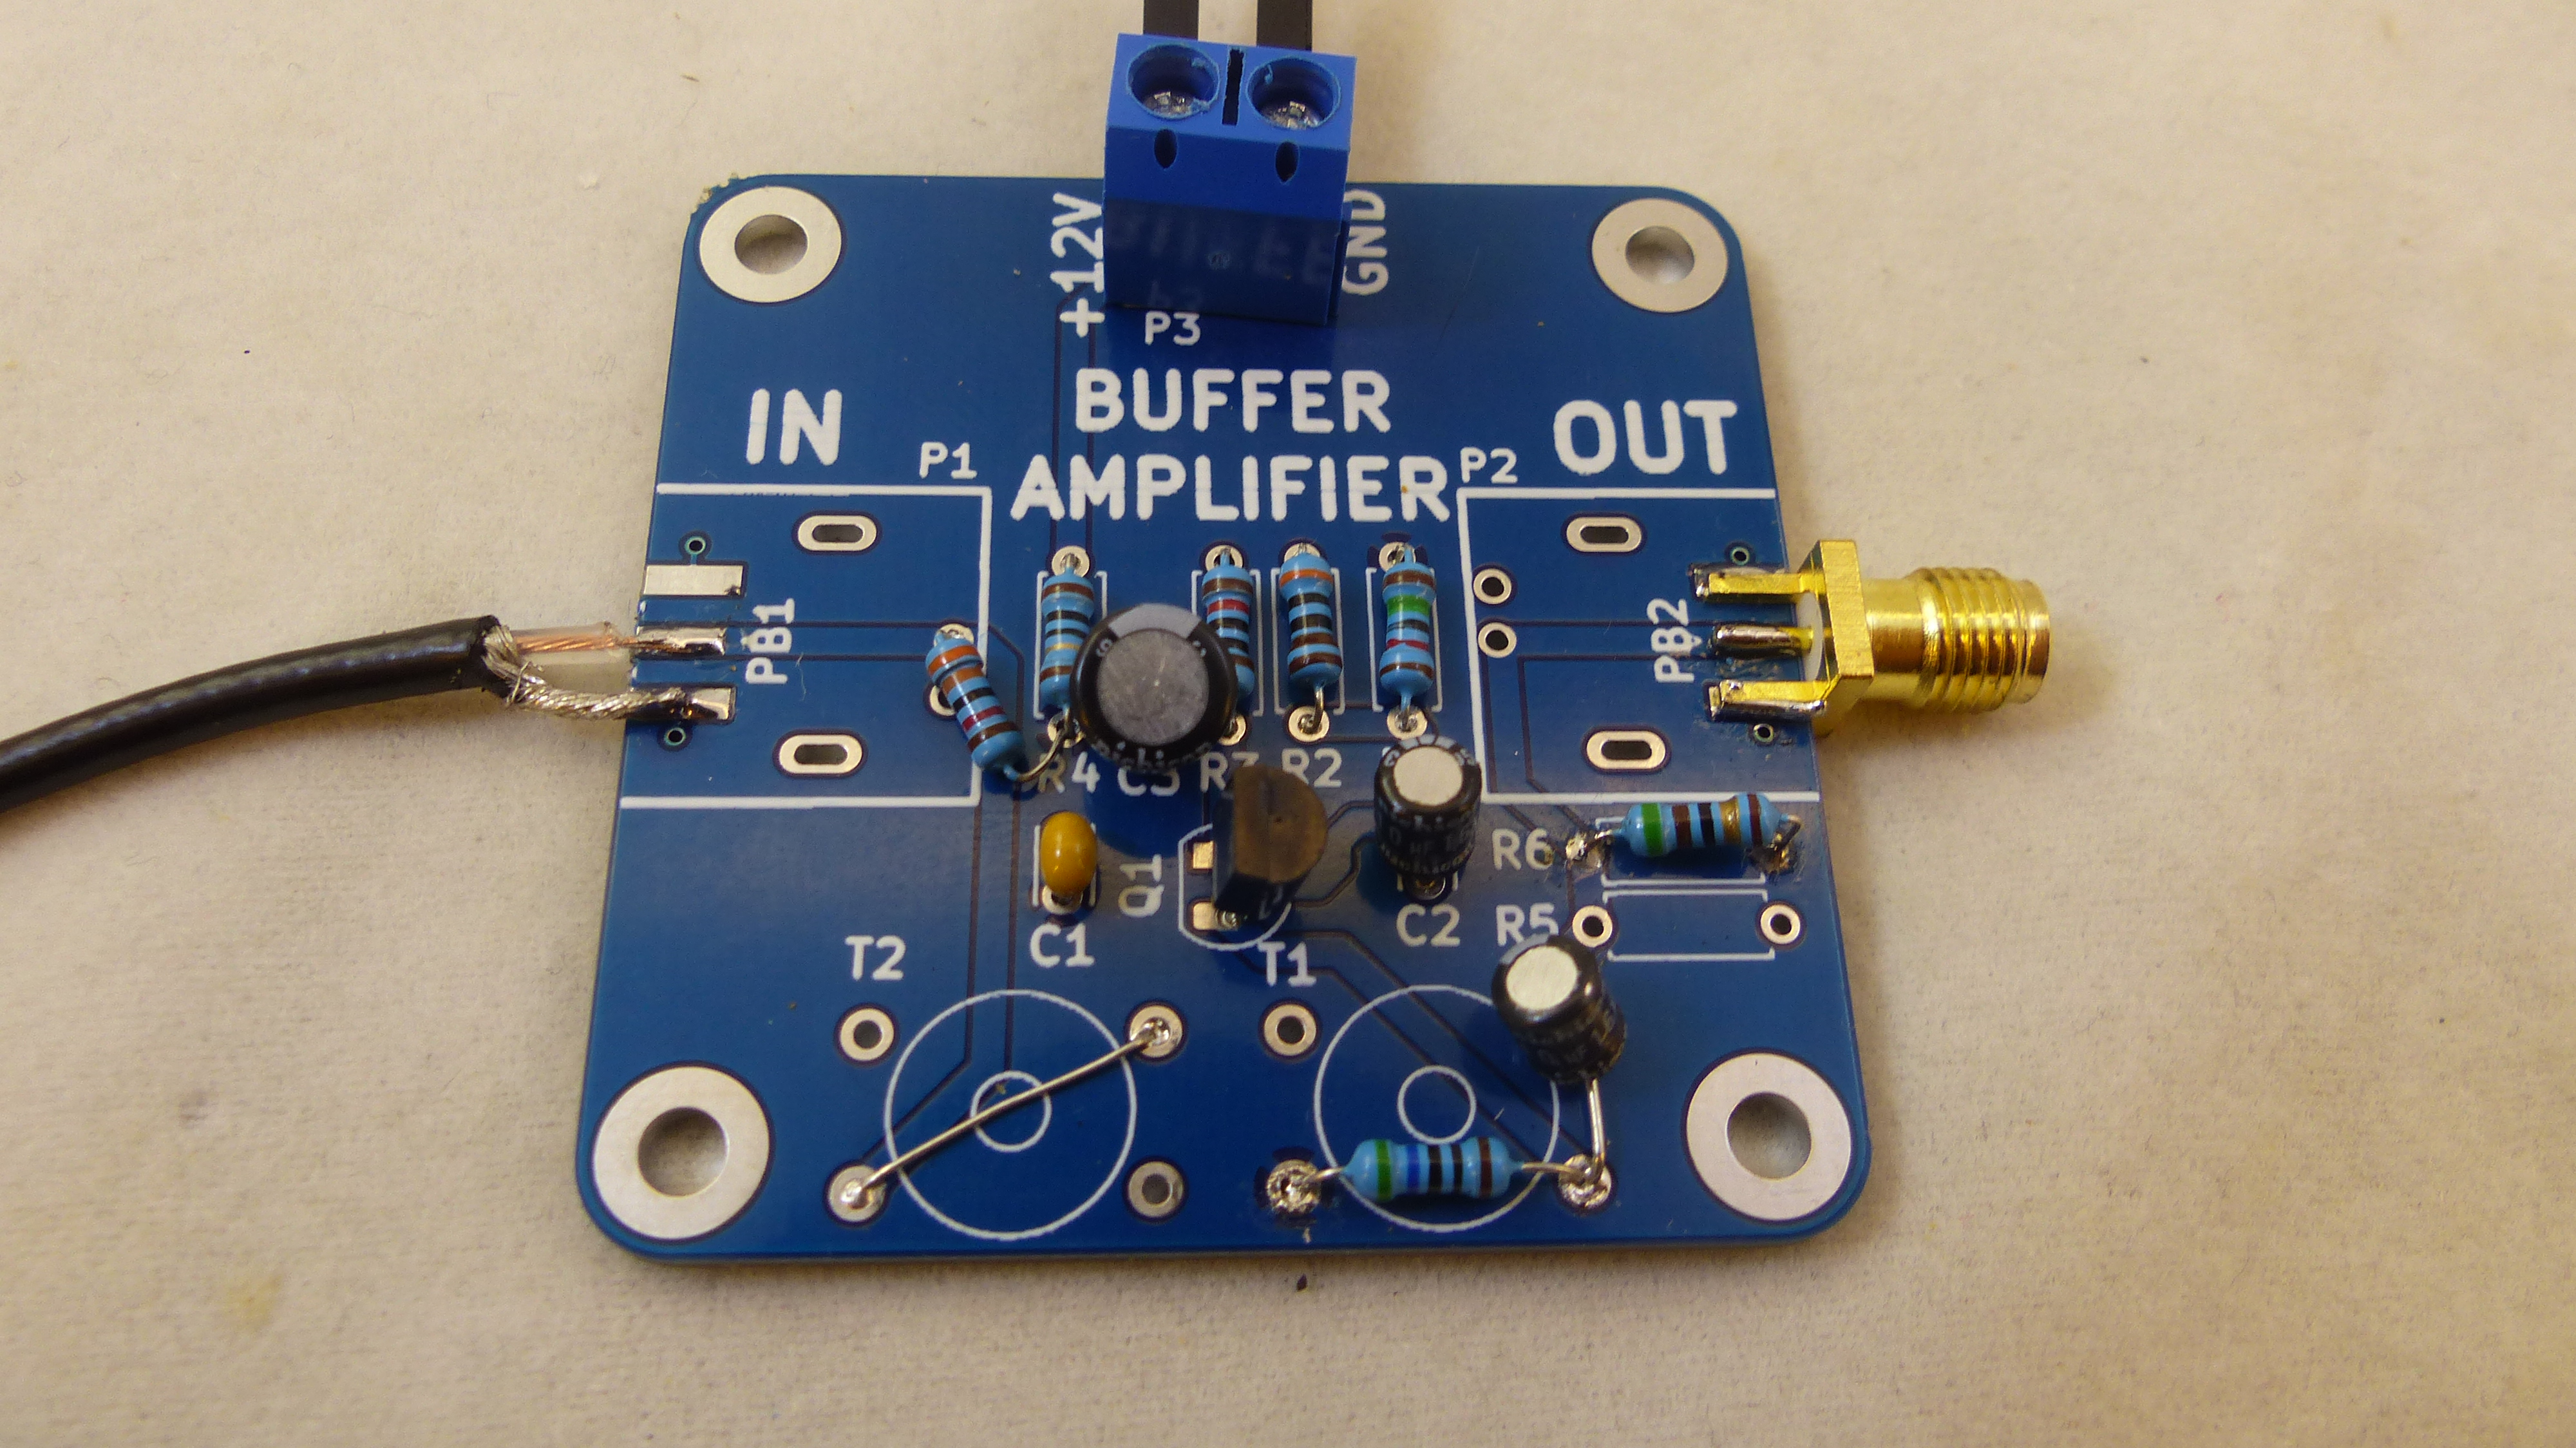 +12V
GND
P3
BUFFER
AMPLIFIER
IN
OUT
P1
P2
PB1
PB2
R4
C3
R3
R2
R6
R5
Q1
C1
C2
T2
T1